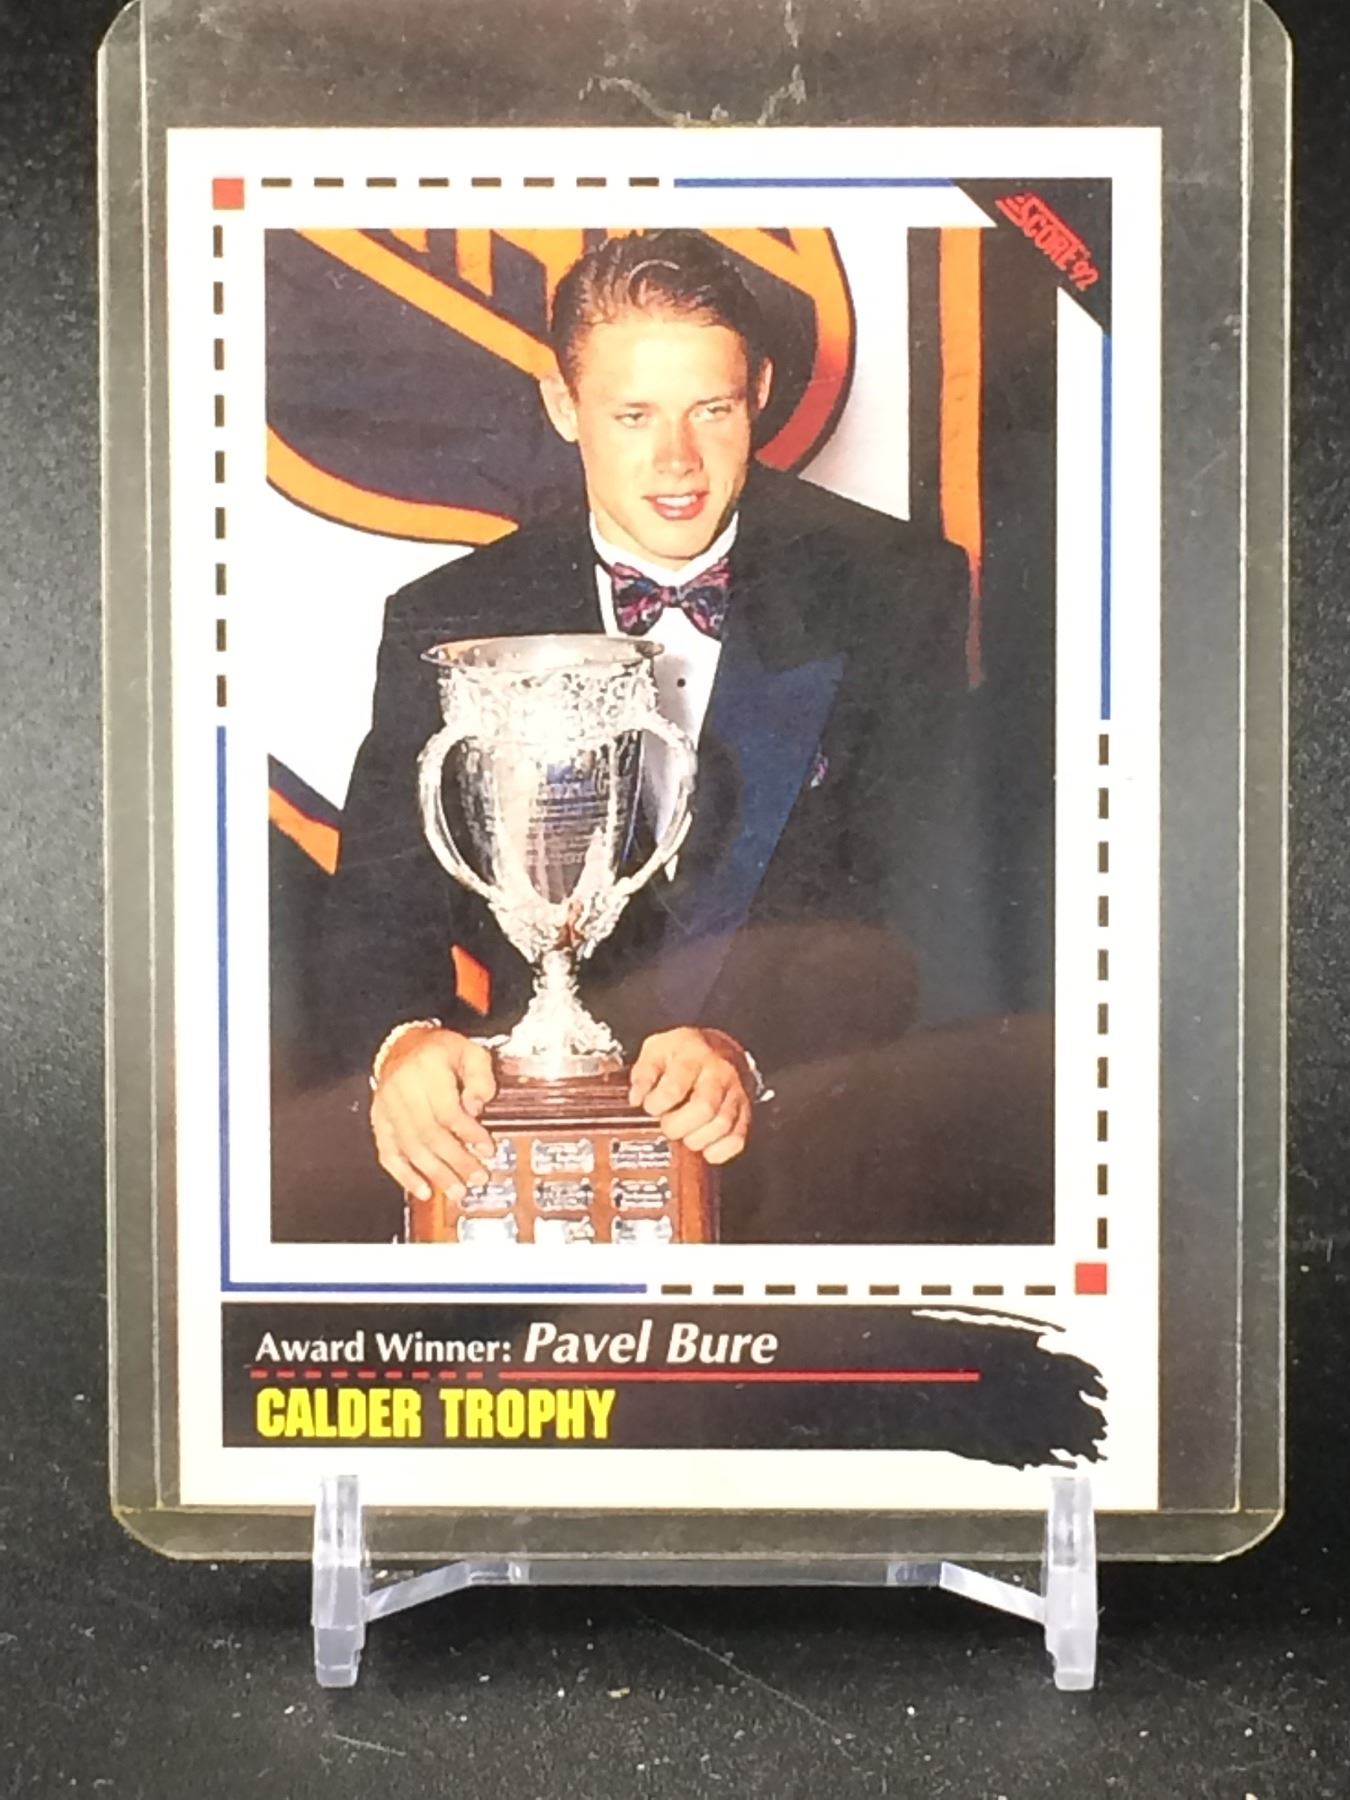 SCORE '92
Award Winner: Pavel Bure
CALDER TROPHY